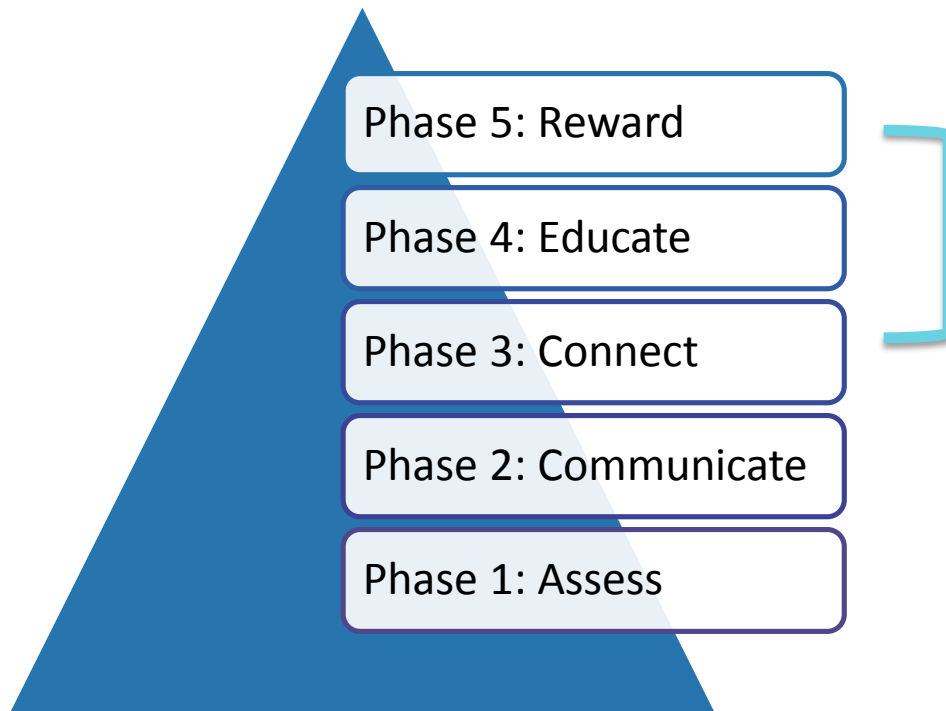 Phase 5: Reward
Phase 4: Educate
Phase 3: Connect
Phase 2: Communicate
Phase 1: Assess